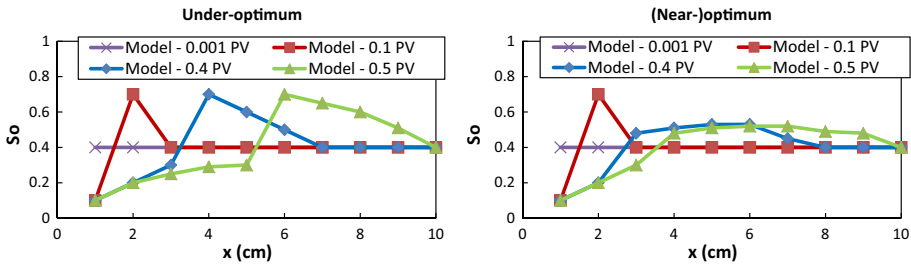 Under-optimum
Model - 0.001 PV
Model - 0.1 PV
Model - 0.4 PV
Model - 0.5 PV
1
0.8
0.6
0.4
0.2
0
So
0 2 4 6 8 10
x (cm)
(Near-)optimum
Model - 0.001 PV
Model - 0.1 PV
Model - 0.4 PV
Model - 0.5 PV
1
0.8
0.6
0.4
0.2
0
So
0 2 4 6 8 10
x (cm)